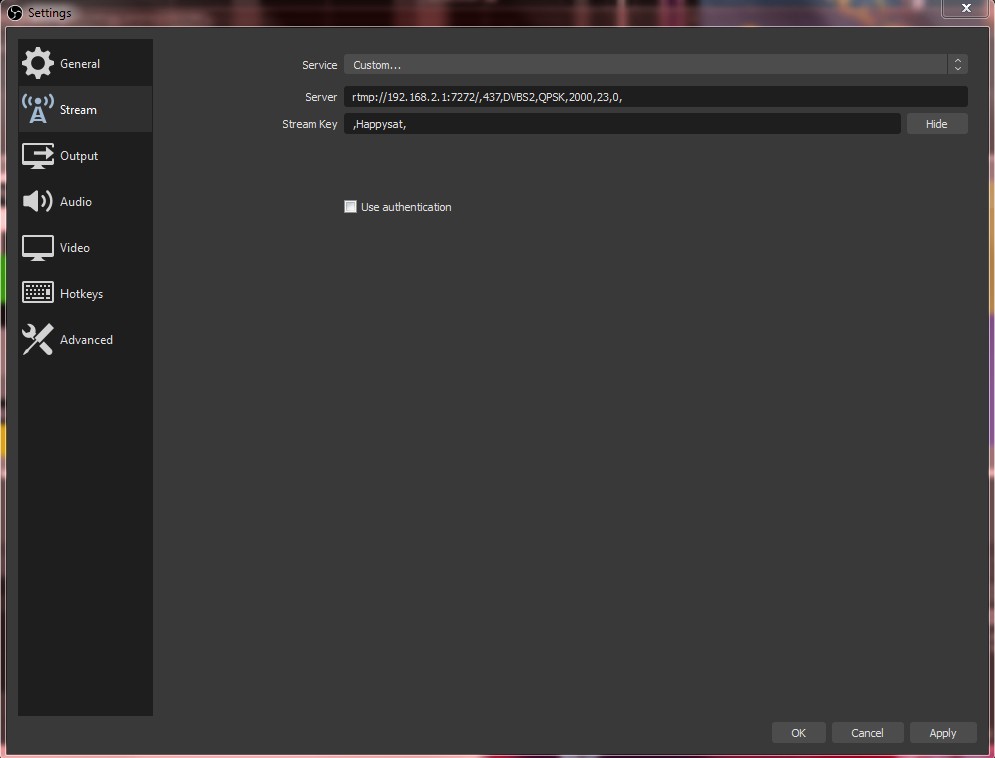 Settings
x
General
Stream
Output
Audio
Video
Hotkeys
Advanced
Service Custom...
Server rtmp://192.168.2.1:7272/,437,DVBS2,QPSK,2000,23,0,
Stream Key ,Happysat, Hide
Use authentication
OK Cancel Apply